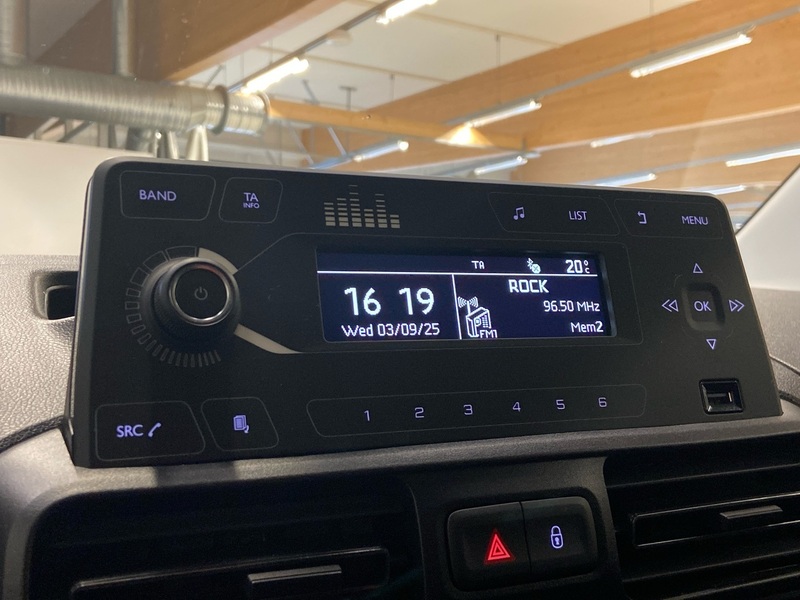 BAND
TA
INFO
LIST
MENU
TA
20°C
16 19
Wed 03/09/25
ROCK
96.50 MHz
FM1
Mem2
OK
SRC
1 2 3 4 5 6